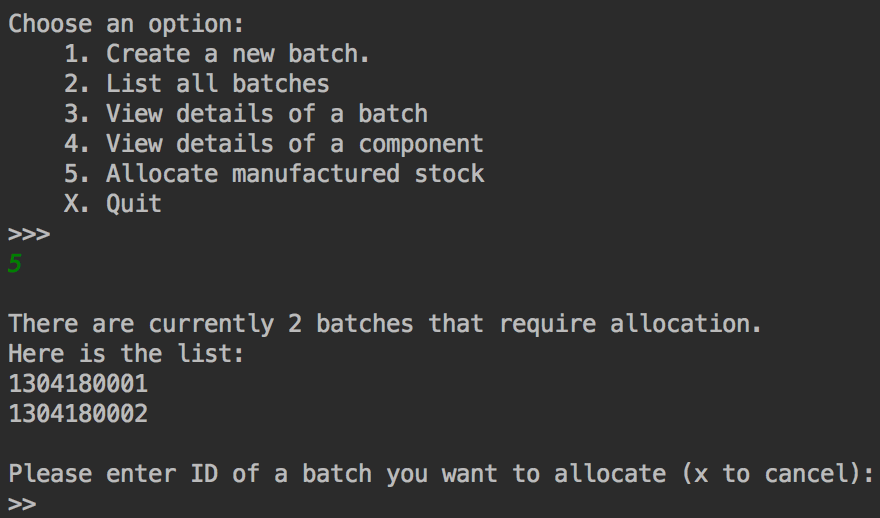 Choose an option:
1. Create a new batch.
2. List all batches
3. View details of a batch
4. View details of a component
5. Allocate manufactured stock
X. Quit
>>>
5
There are currently 2 batches that require allocation.
Here is the list:
1304180001
1304180002
Please enter ID of a batch you want to allocate (x to cancel):
>>